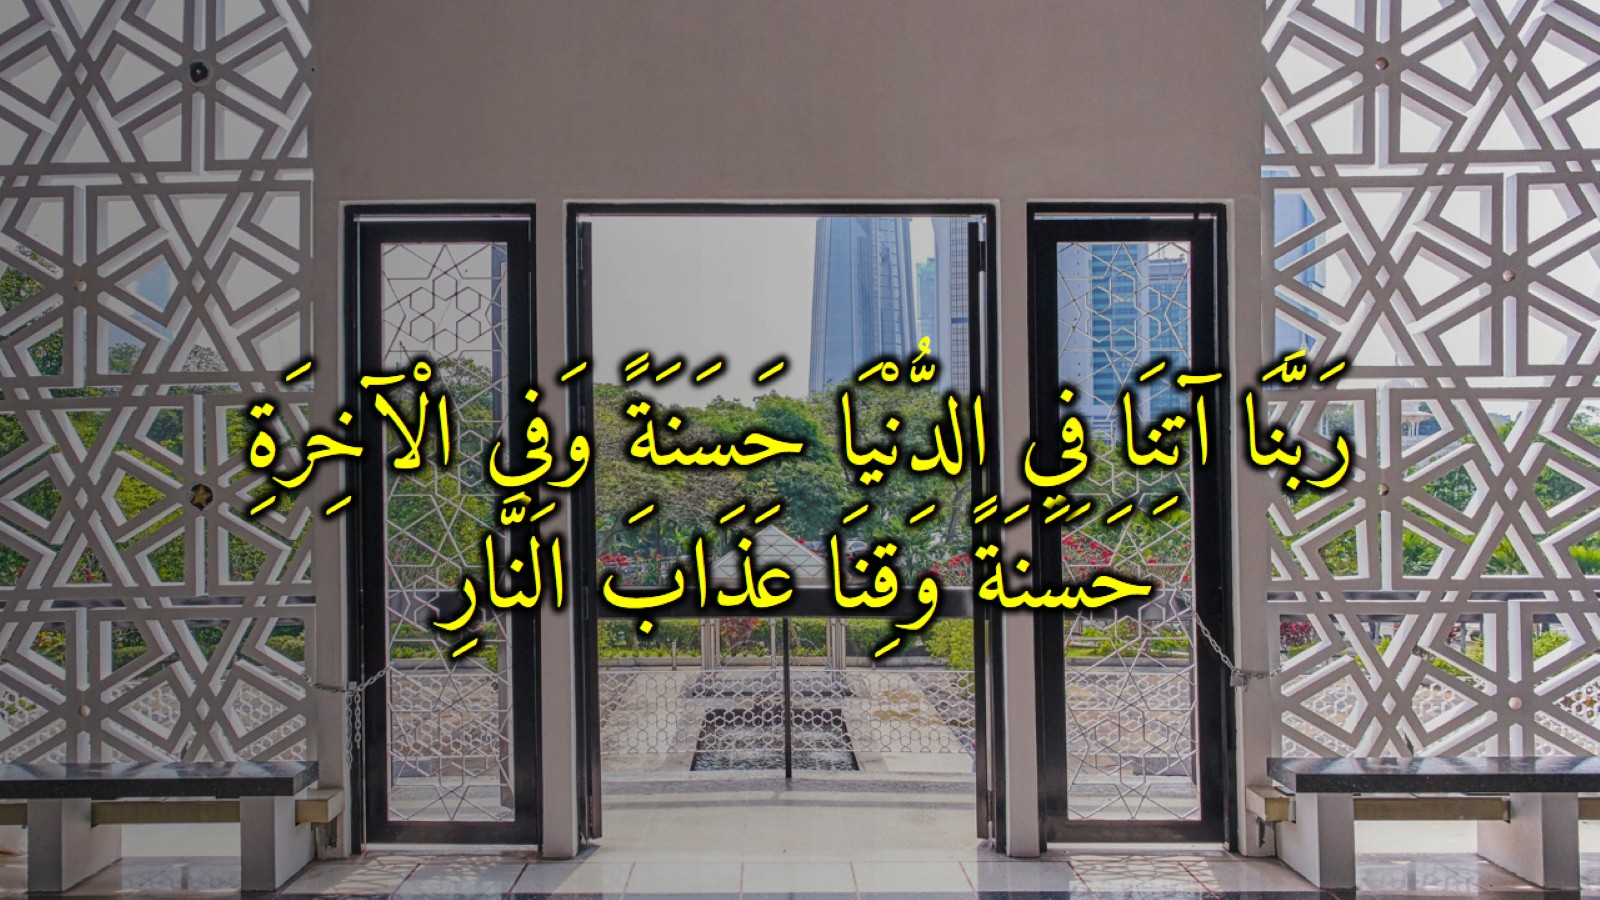 رَبَّنَا آتِنَا فِي الدُّنْيَا حَسَنَةً وَفِي الْآخِرَةِ
حَسَنَةً وَقِنَا عَذَابَ النَّارِ